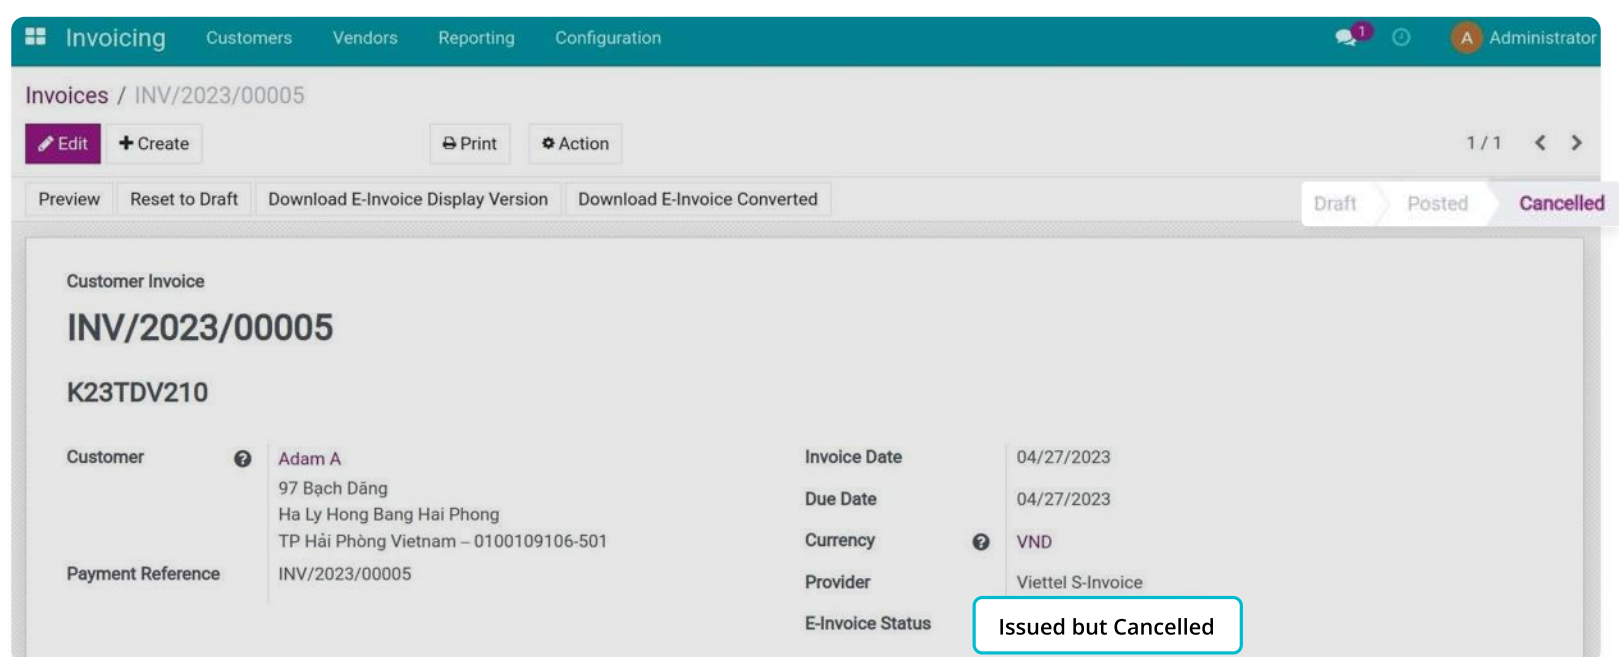 Invoicing Customers Vendors Reporting Configuration 1 A Administrator
Invoices / INV/2023/00005
Edit Create Print Action 1 / 1
Preview Reset to Draft Download E-Invoice Display Version Download E-Invoice Converted Draft Posted Cancelled
Customer Invoice
INV/2023/00005
K23TDV210
Customer Adam A
97 Bạch Dăng
Ha Ly Hong Bang Hai Phong
TP Hải Phòng Vietnam – 0100109106-501
Payment Reference INV/2023/00005
Invoice Date 04/27/2023
Due Date 04/27/2023
Currency VND
Provider Viettel S-Invoice
E-Invoice Status Issued but Cancelled